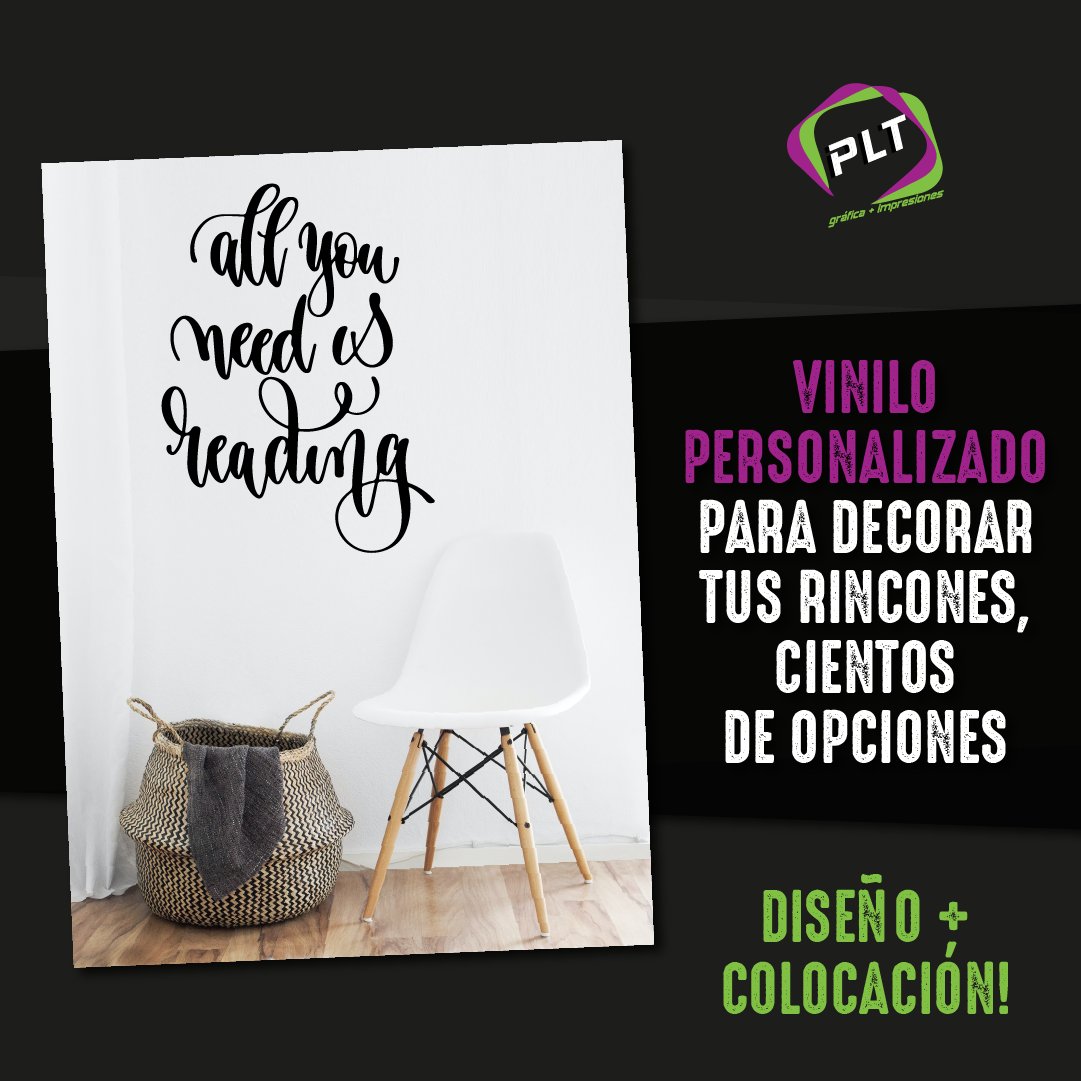 PLT
gráfica + impresiones
all you
need is
reading
VINILO
PERSONALIZADO
PARA DECORAR
TUS RINCONES,
CIENTOS
DE OPCIONES
DISEÑO +
COLOCACIÓN!